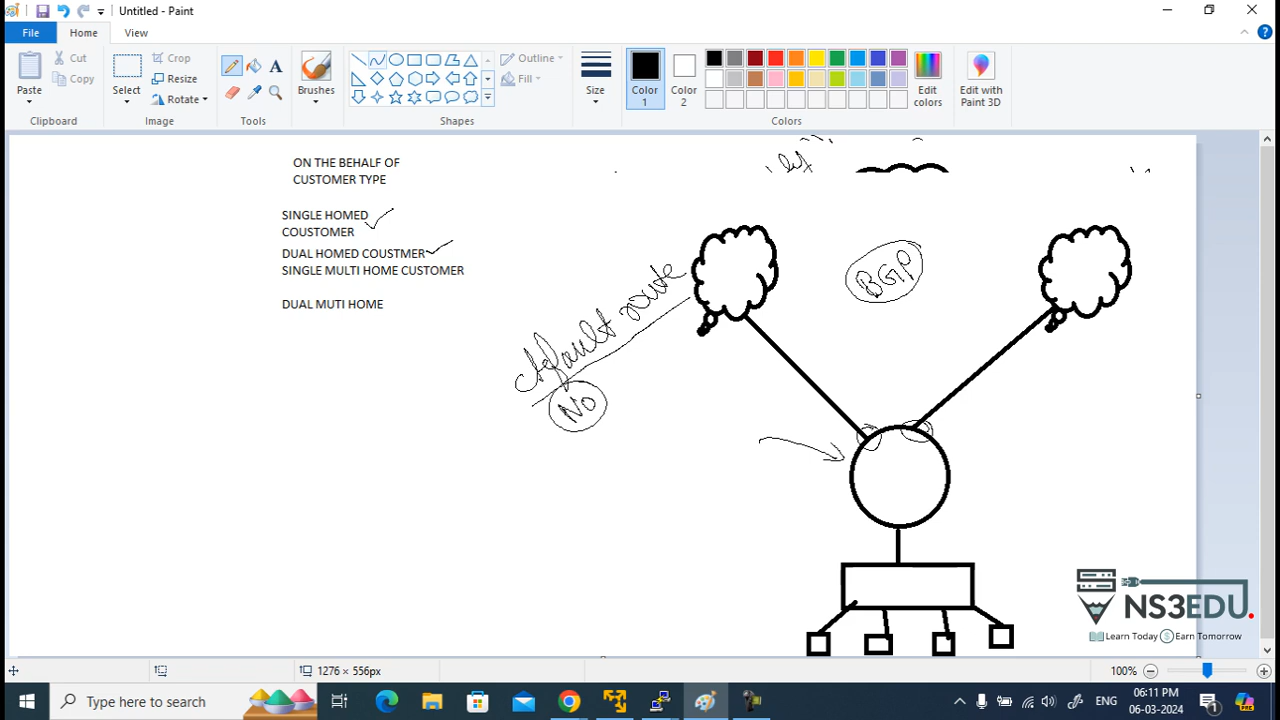 Untitled - Paint
File
Home
View
Paste
Cut
Copy
Clipboard
Select
Crop
Resize
Rotate
Image
Tools
Brushes
Shapes
Outline
Fill
Size
Color 1
Color 2
Edit colors
Edit with Paint 3D
Colors
ON THE BEHALF OF
CUSTOMER TYPE
SINGLE HOMED
COUSTOMER
DUAL HOMED COUSTMER
SINGLE MULTI HOME CUSTOMER
DUAL MUTI HOME
BGP
default route
No
NS3EDU.
Learn Today $ Earn Tomorrow
1276 × 556px
100%
Type here to search
ENG
06:11 PM
06-03-2024